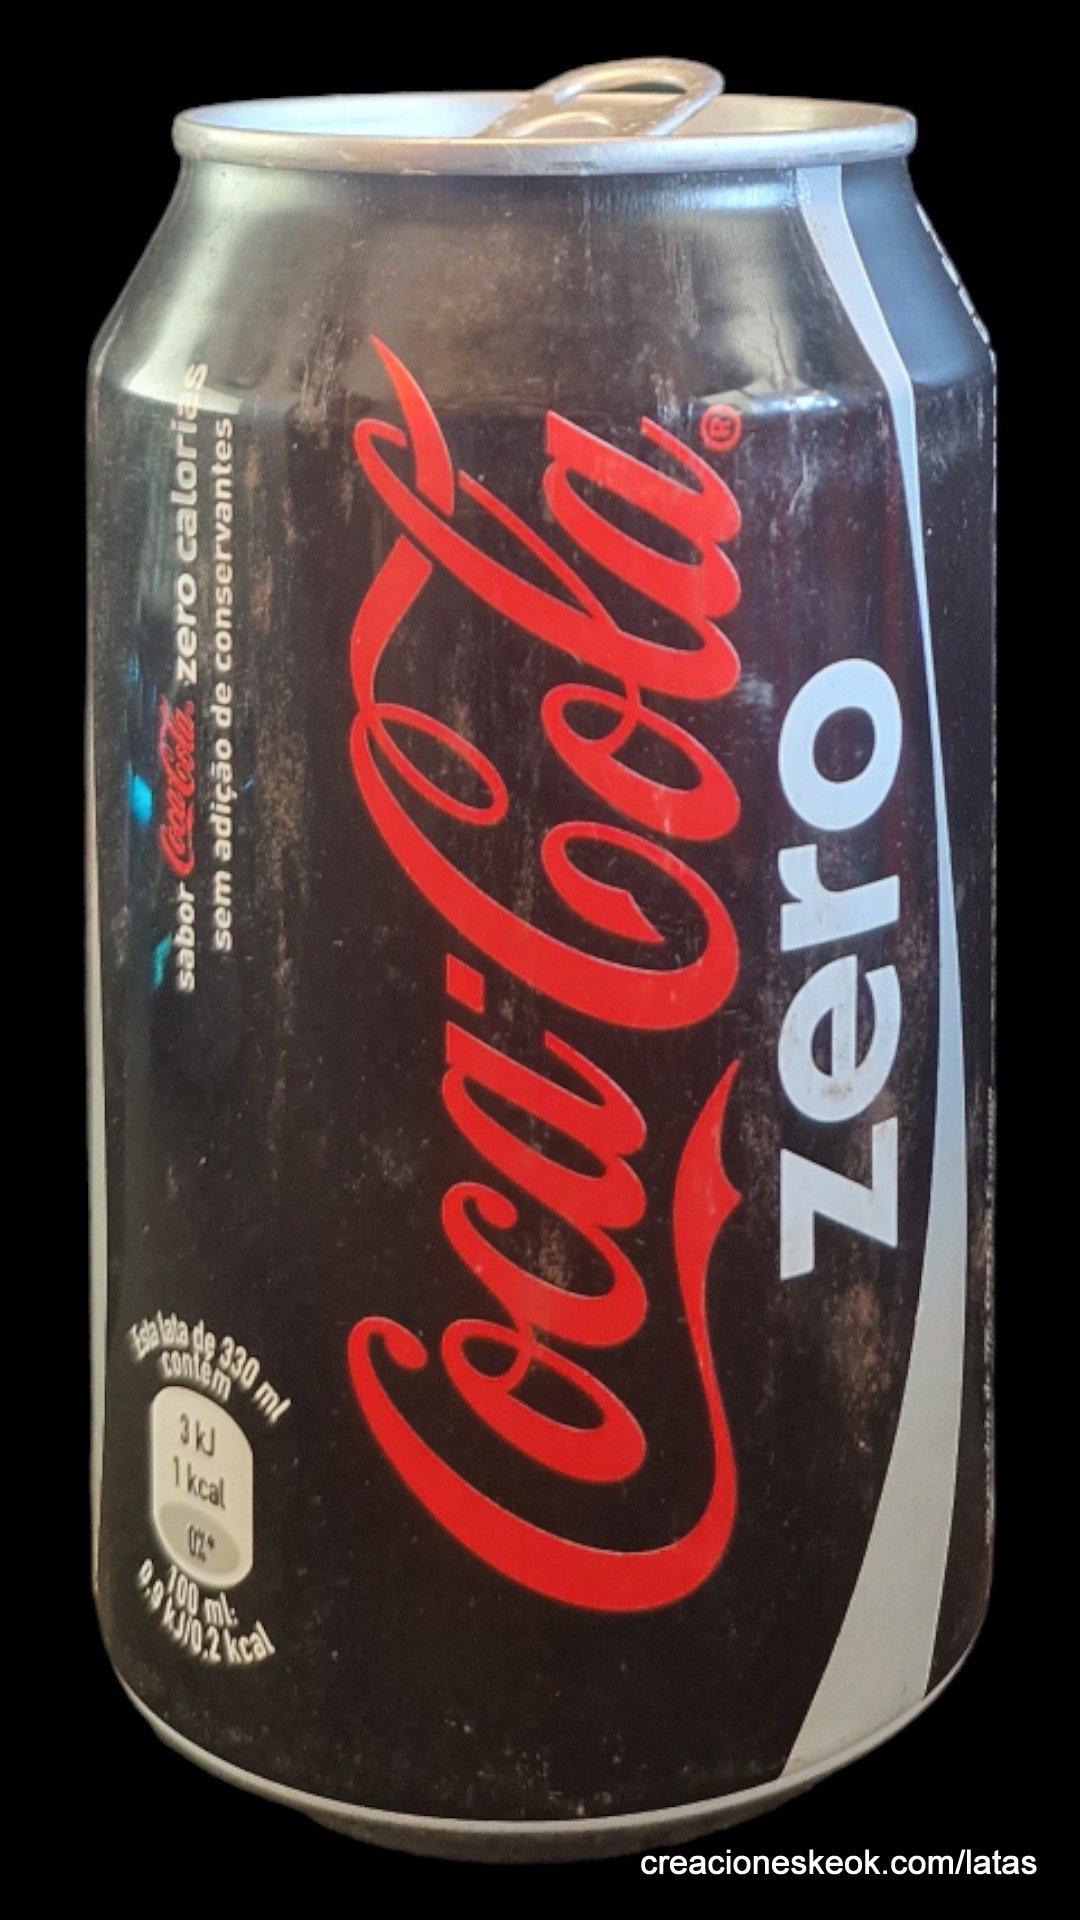 sabor Coca-Cola. zero calorias
sem adição de conservantes
Coca-Cola®
zero
Esta lata de 330 ml
contém
3 kJ
1 kcal
0%*
100 ml:
0,9 kJ/0,2 kcal
creacioneskeok.com/latas